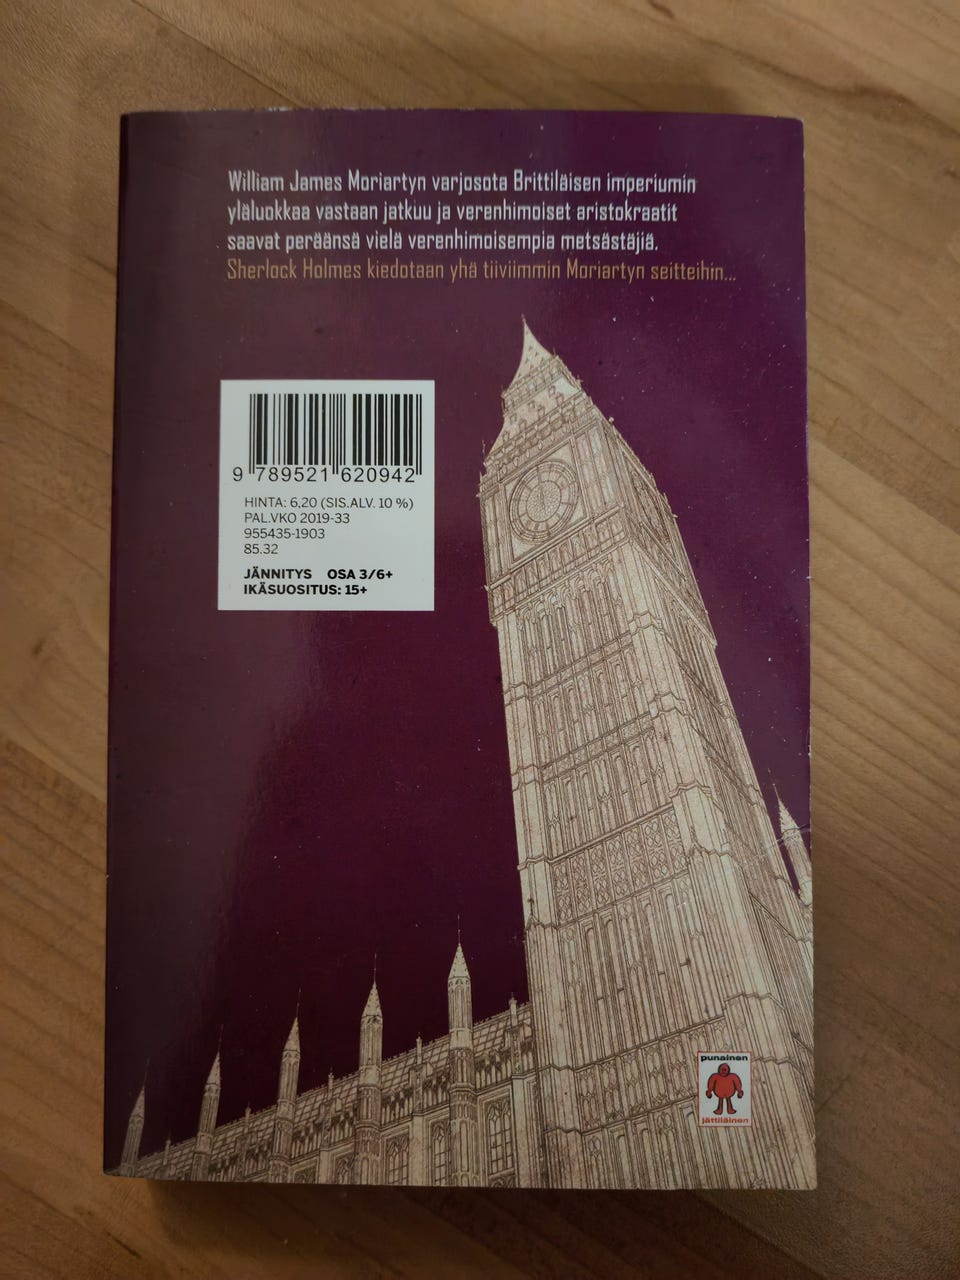 William James Moriartyn varjosota Brittiläisen imperiumin
yläluokkaa vastaan jatkuu ja verenhimoiset aristokraatit
saavat peräänsä vielä verenhimoisempia metsästäjiä.
Sherlock Holmes kiedotaan yhä tiiviimmin Moriartyn seitteihin...
9 789521 620942
HINTA: 6,20 (SIS.ALV. 10 %)
PAL.VKO 2019-33
955435-1903
85.32
JÄNNITYS OSA 3/6+
IKÄSUOSITUS: 15+
punainen
jättiläinen